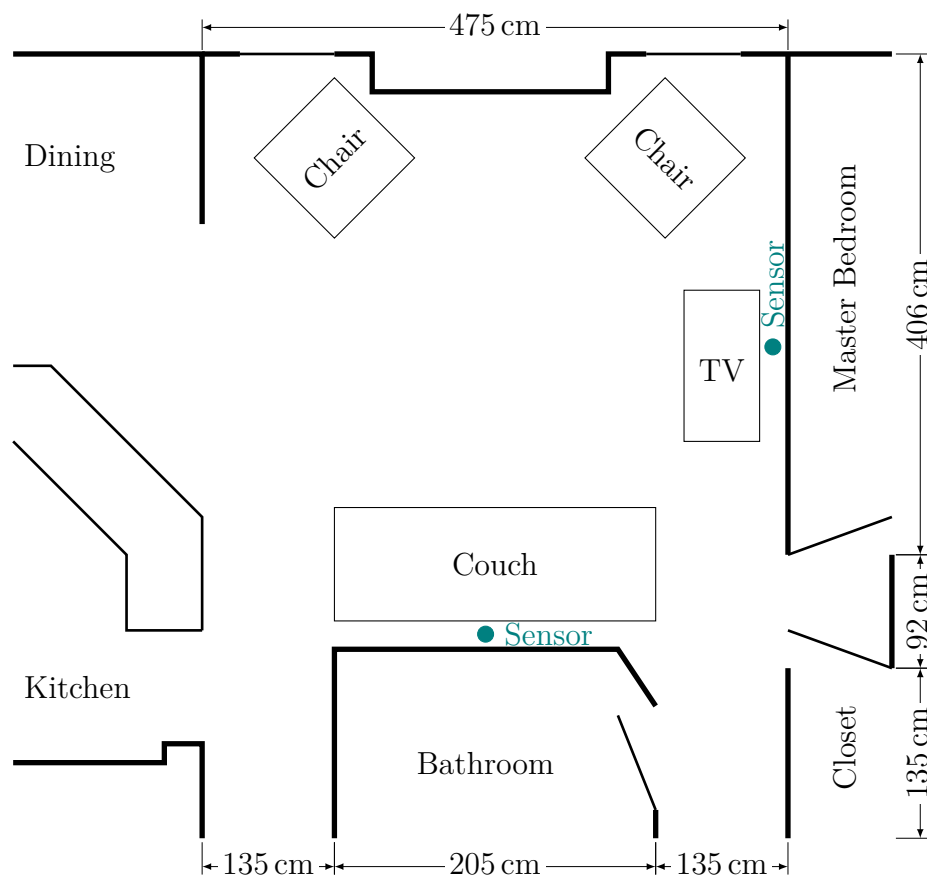 475 cm
Dining
Chair
Chair
Master Bedroom
Sensor
406 cm
TV
Couch
92 cm
Sensor
Kitchen
Closet
135 cm
Bathroom
135 cm
205 cm
135 cm